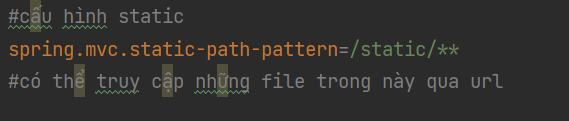 #cấu hình static
spring.mvc.static-path-pattern=/static/**
#có thể truy cập những file trong này qua url